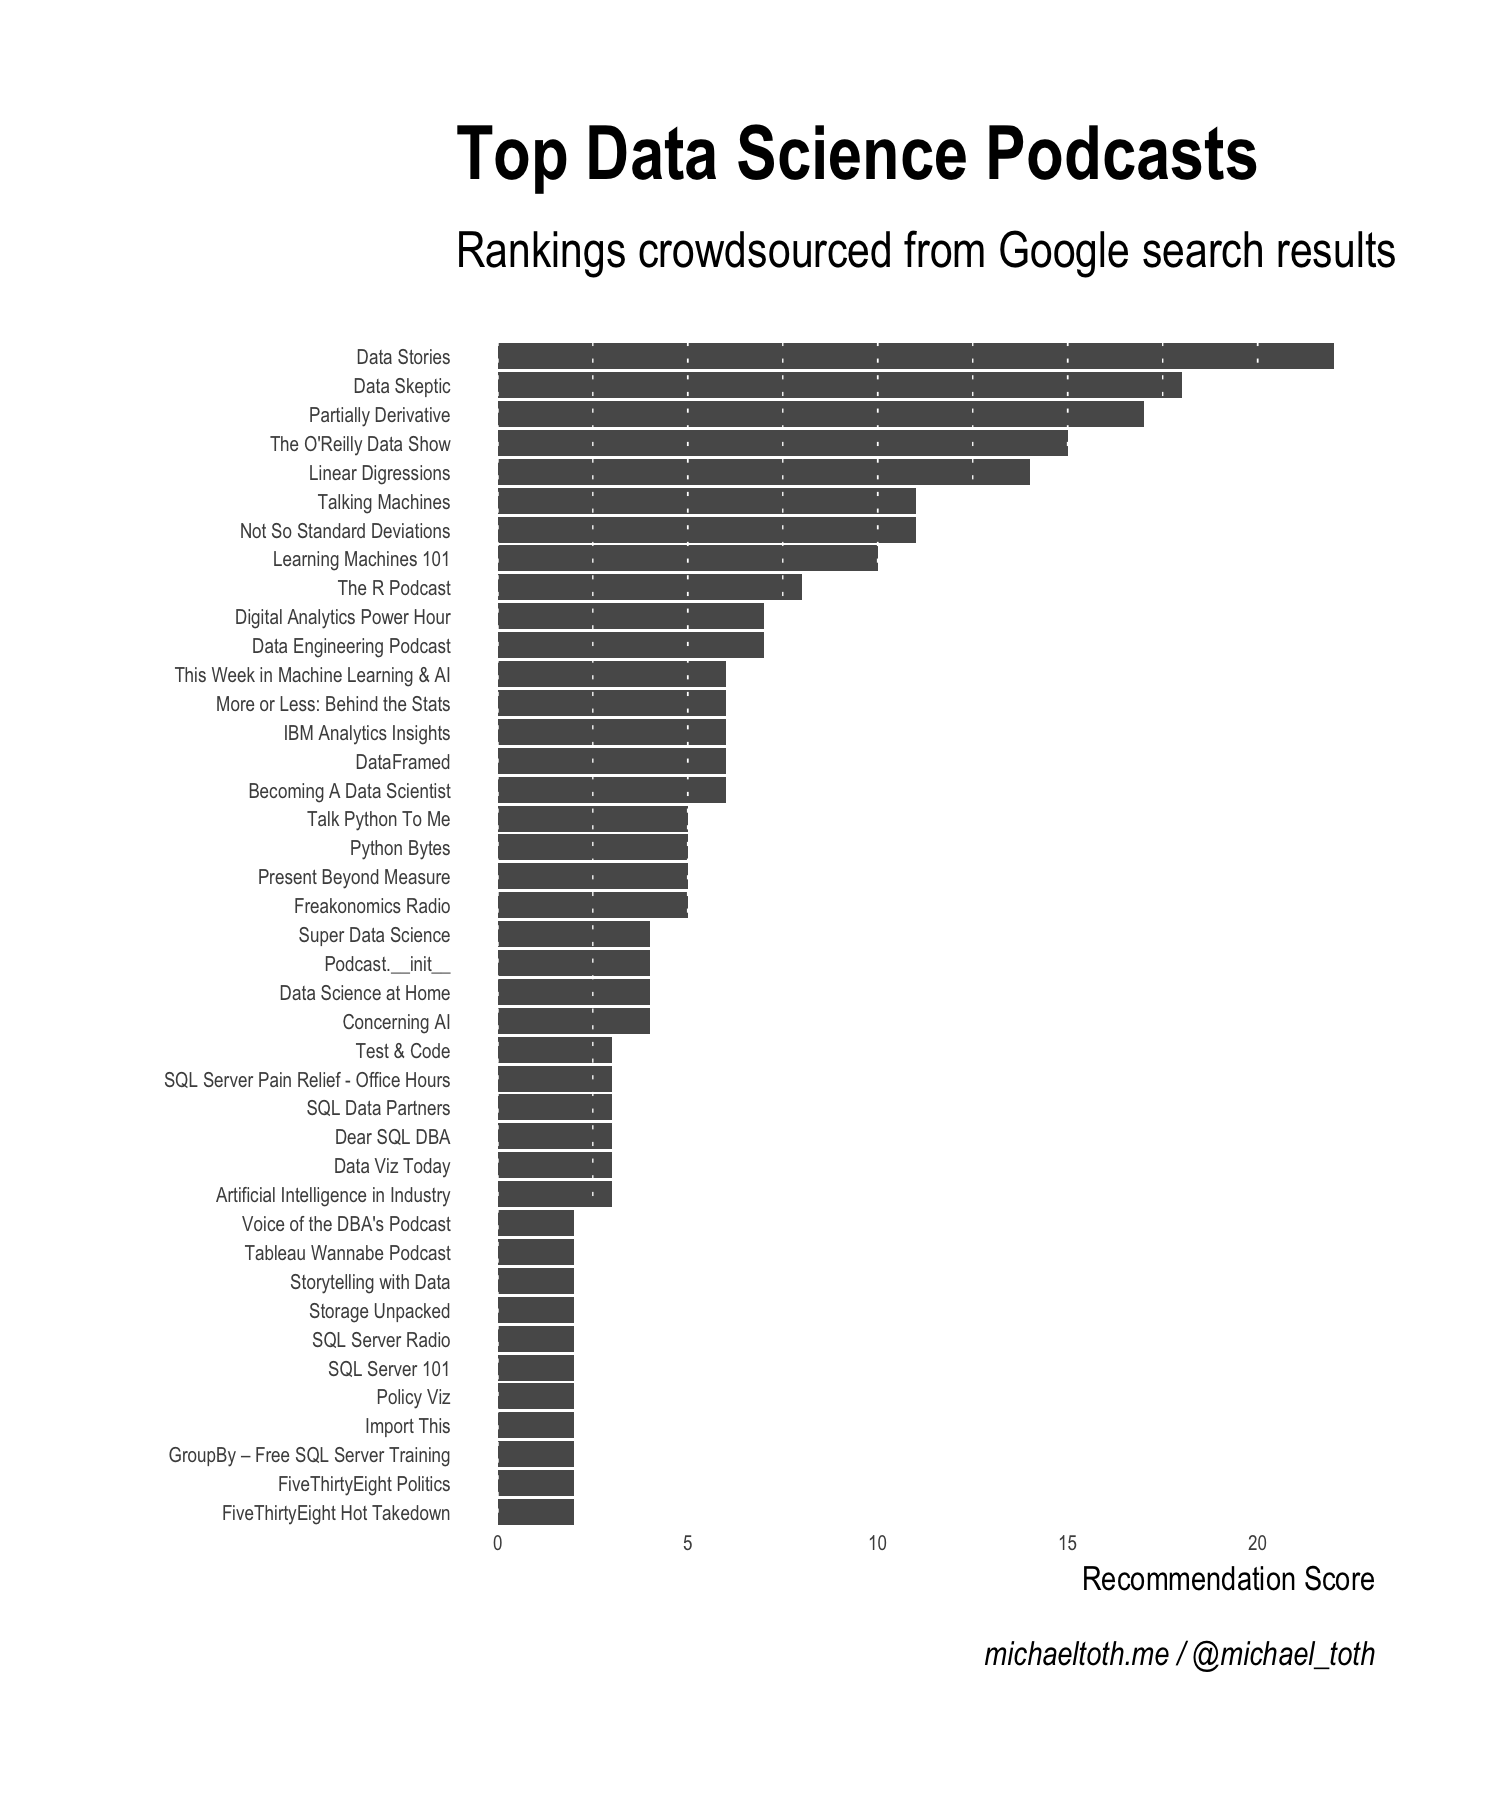 Top Data Science Podcasts
Rankings crowdsourced from Google search results
Data Stories
Data Skeptic
Partially Derivative
The O'Reilly Data Show
Linear Digressions
Talking Machines
Not So Standard Deviations
Learning Machines 101
The R Podcast
Digital Analytics Power Hour
Data Engineering Podcast
This Week in Machine Learning & AI
More or Less: Behind the Stats
IBM Analytics Insights
DataFramed
Becoming A Data Scientist
Talk Python To Me
Python Bytes
Present Beyond Measure
Freakonomics Radio
Super Data Science
Podcast.__init__
Data Science at Home
Concerning AI
Test & Code
SQL Server Pain Relief - Office Hours
SQL Data Partners
Dear SQL DBA
Data Viz Today
Artificial Intelligence in Industry
Voice of the DBA's Podcast
Tableau Wannabe Podcast
Storytelling with Data
Storage Unpacked
SQL Server Radio
SQL Server 101
Policy Viz
Import This
GroupBy – Free SQL Server Training
FiveThirtyEight Politics
FiveThirtyEight Hot Takedown
0 5 10 15 20
Recommendation Score
michaeltoth.me / @michael_toth